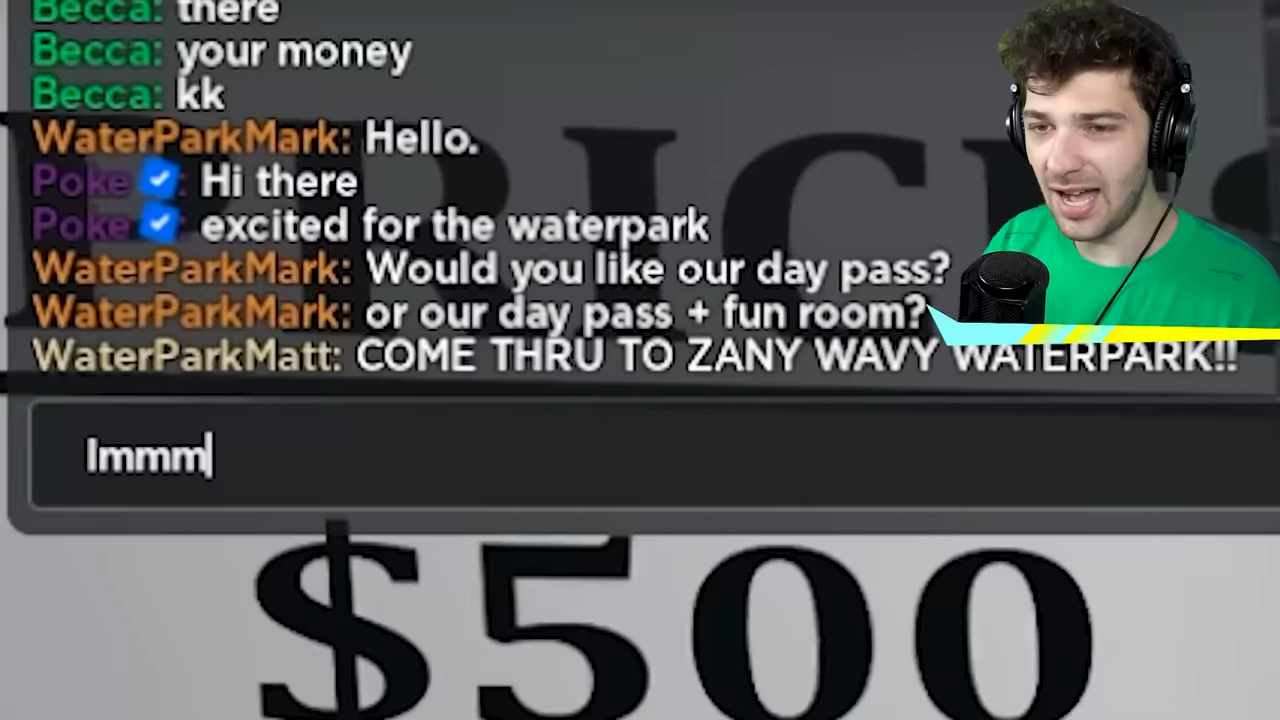 Becca: there
Becca: your money
Becca: kk
WaterParkMark: Hello.
Poke: Hi there
Poke: excited for the waterpark
WaterParkMark: Would you like our day pass?
WaterParkMark: or our day pass + fun room?
WaterParkMatt: COME THRU TO ZANY WAVY WATERPARK!!
Immm
$500